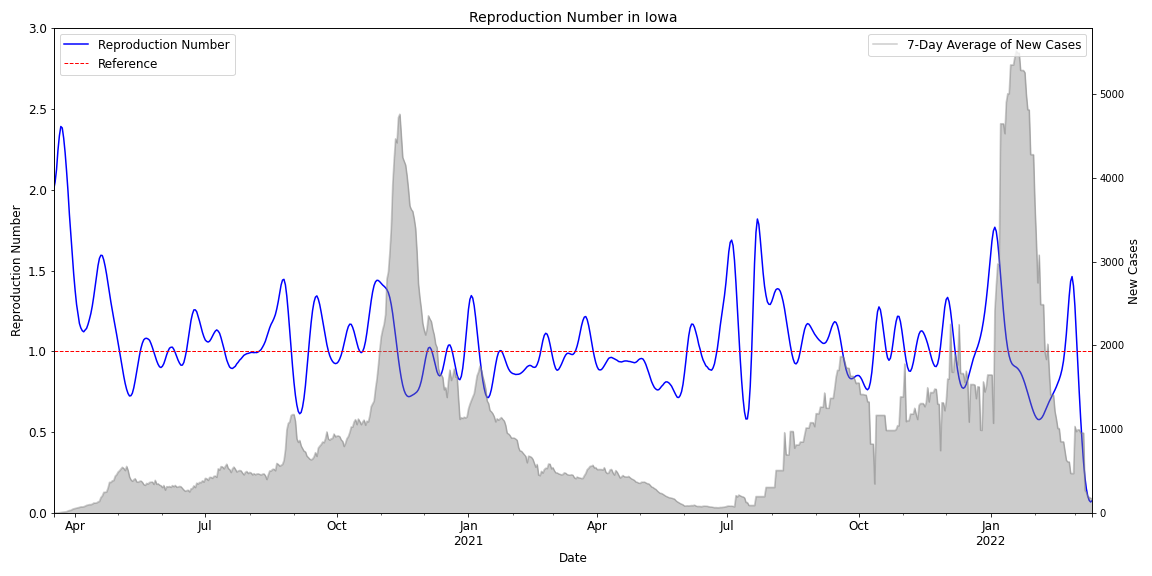 Reproduction Number in Iowa
Reproduction Number
Reference
7-Day Average of New Cases
3.0
2.5
2.0
1.5
1.0
0.5
0.0
Reproduction Number
5000
4000
3000
2000
1000
0
New Cases
Apr
Jul
Oct
Jan
2021
Apr
Jul
Oct
Jan
2022
Date